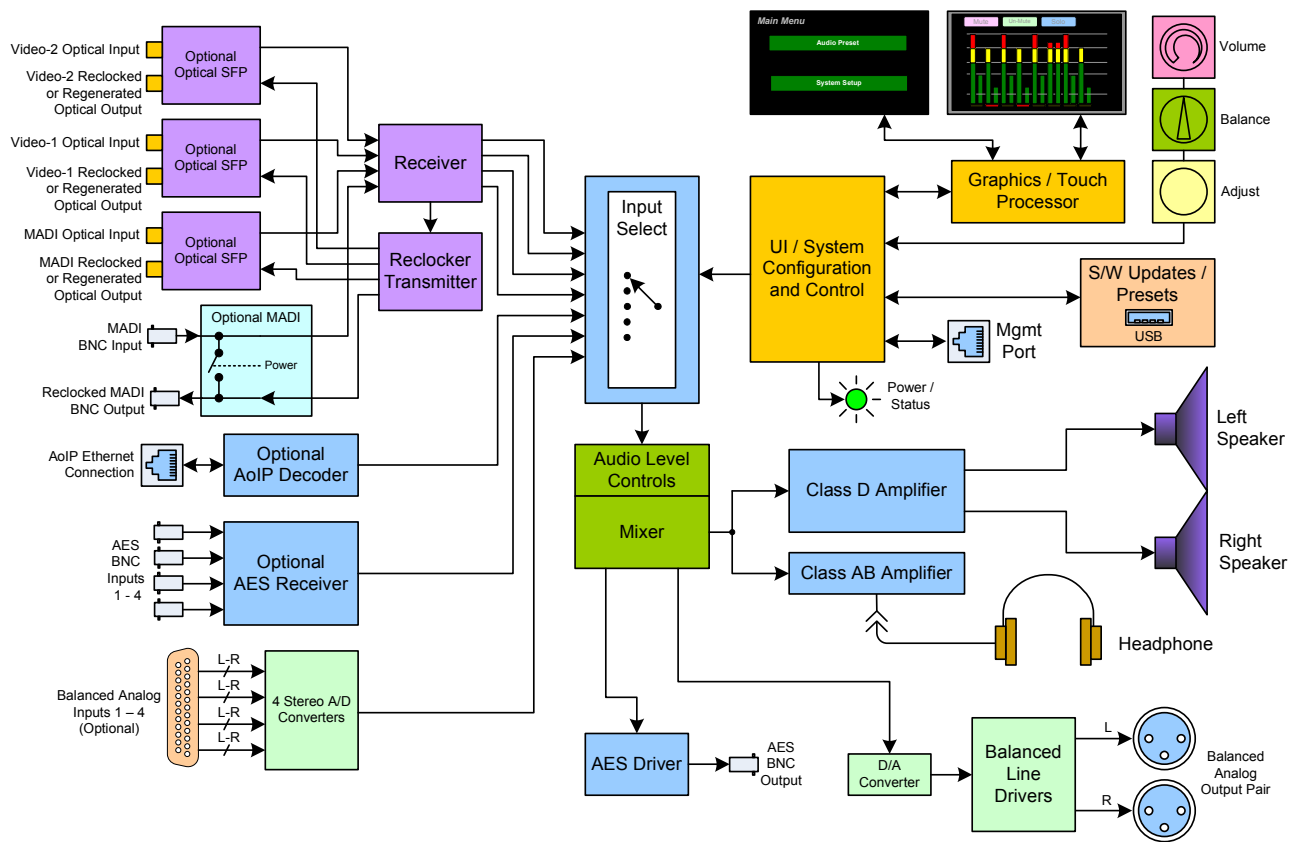 Video-2 Optical Input
Video-2 Reclocked
or Regenerated
Optical Output
Optional
Optical SFP
Video-1 Optical Input
Video-1 Reclocked
or Regenerated
Optical Output
Optional
Optical SFP
MADI Optical Input
MADI Reclocked
or Regenerated
Optical Output
Optional
Optical SFP
Receiver
Reclocker
Transmitter
MADI
BNC Input
Optional MADI
Power
Reclocked MADI
BNC Output
AoIP Ethernet
Connection
Optional
AoIP Decoder
AES
BNC
Inputs
1 - 4
Optional
AES Receiver
Balanced Analog
Inputs 1 – 4
(Optional)
L-R
L-R
L-R
L-R
4 Stereo A/D
Converters
Input
Select
Main Menu
Audio Preset
System Setup
Mute
Un-Mute
Solo
Volume
Balance
Adjust
Graphics / Touch
Processor
UI / System
Configuration
and Control
S/W Updates /
Presets
USB
Mgmt
Port
Power /
Status
Audio Level
Controls
Mixer
Class D Amplifier
Class AB Amplifier
Left
Speaker
Right
Speaker
Headphone
AES Driver
AES
BNC
Output
D/A
Converter
Balanced
Line
Drivers
L
R
Balanced
Analog
Output Pair